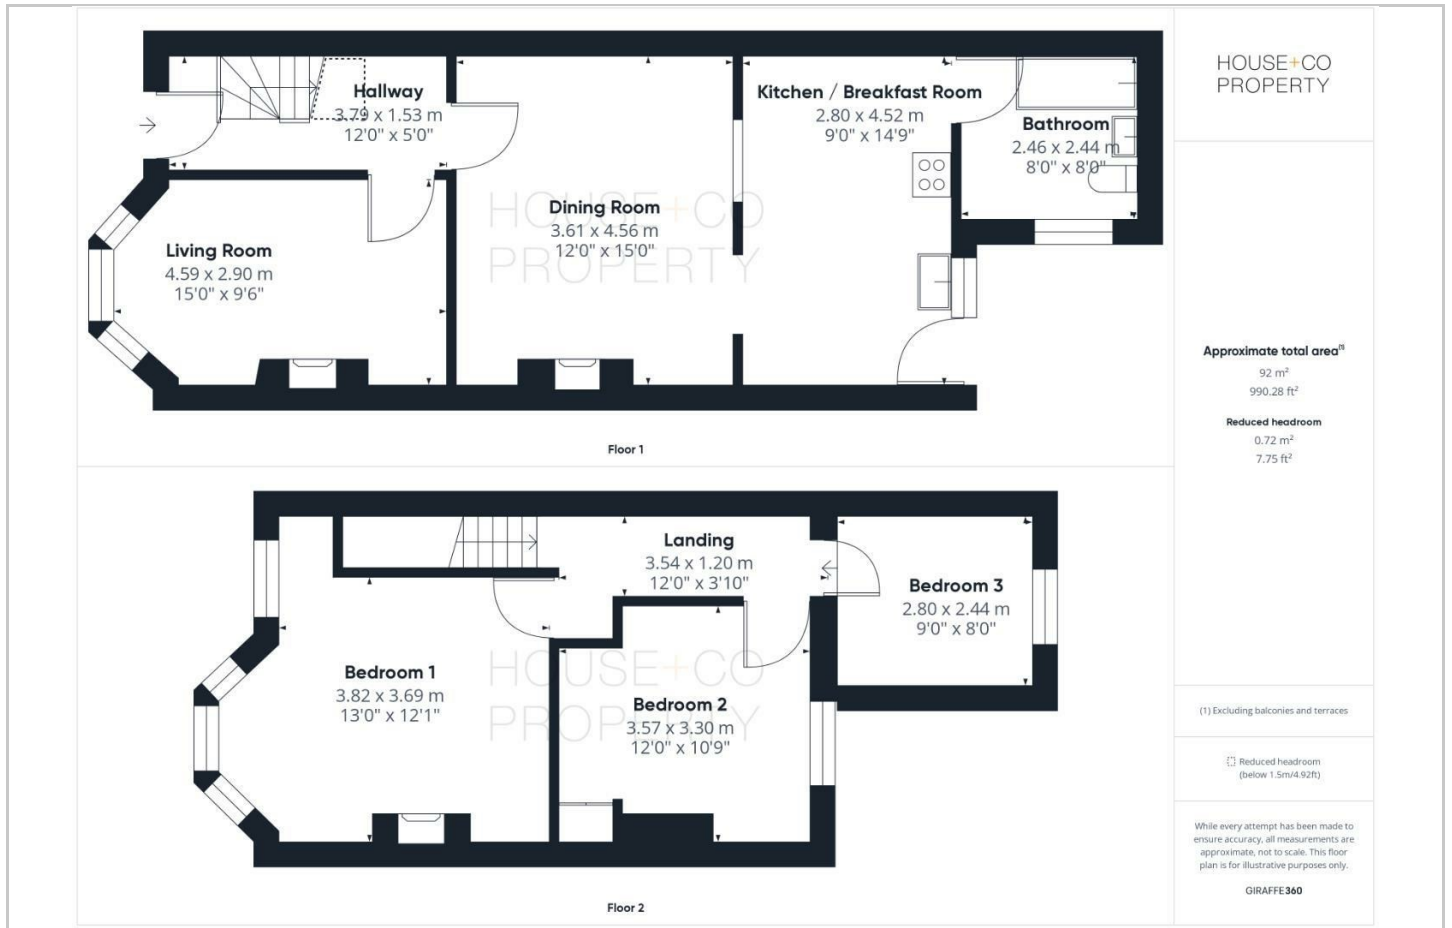 Hallway
3.79 x 1.53 m
12'0" x 5'0"
Kitchen / Breakfast Room
2.80 x 4.52 m
9'0" x 14'9"
Bathroom
2.46 x 2.44 m
8'0" x 8'0"
Living Room
4.59 x 2.90 m
15'0" x 9'6"
Dining Room
3.61 x 4.56 m
12'0" x 15'0"
HOUSE+CO
PROPERTY
Floor 1
Landing
3.54 x 1.20 m
12'0" x 3'10"
Bedroom 3
2.80 x 2.44 m
9'0" x 8'0"
Bedroom 1
3.82 x 3.69 m
13'0" x 12'1"
Bedroom 2
3.57 x 3.30 m
12'0" x 10'9"
HOUSE+CO
PROPERTY
Floor 2
HOUSE+CO
PROPERTY
Approximate total area(1)
92 m²
990.28 ft²
Reduced headroom
0.72 m²
7.75 ft²
(1) Excluding balconies and terraces
Reduced headroom
(below 1.5m/4.92ft)
While every attempt has been made to
ensure accuracy, all measurements are
approximate, not to scale. This floor
plan is for illustrative purposes only.
GIRAFFE360